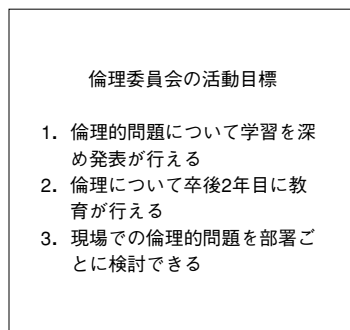 倫理委員会の活動目標
1. 倫理的問題について学習を深
め発表が行える
2. 倫理について卒後2年目に教
育が行える
3. 現場での倫理的問題を部署ご
とに検討できる